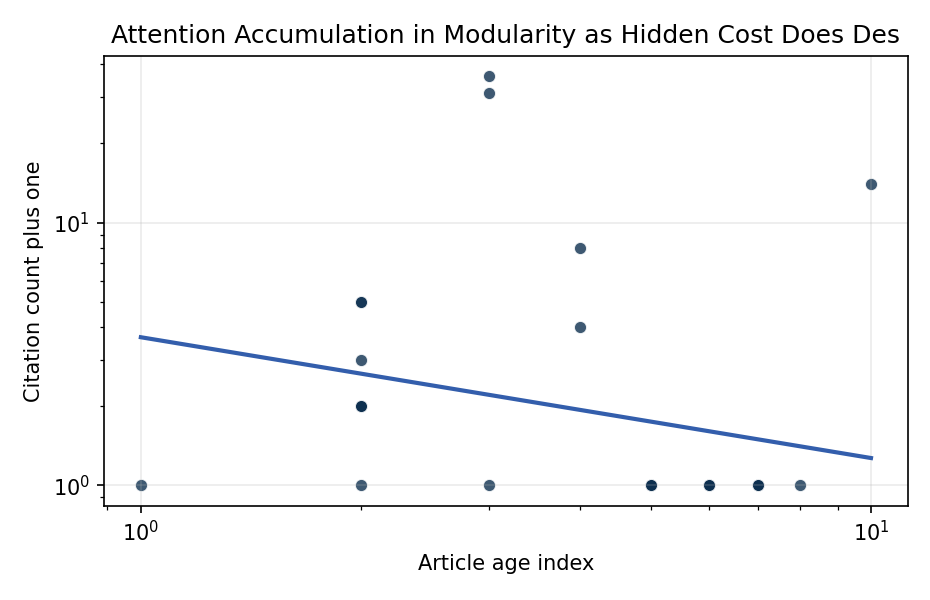 Attention Accumulation in Modularity as Hidden Cost Does Des
Citation count plus one
10¹
10⁰
10⁰
10¹
Article age index